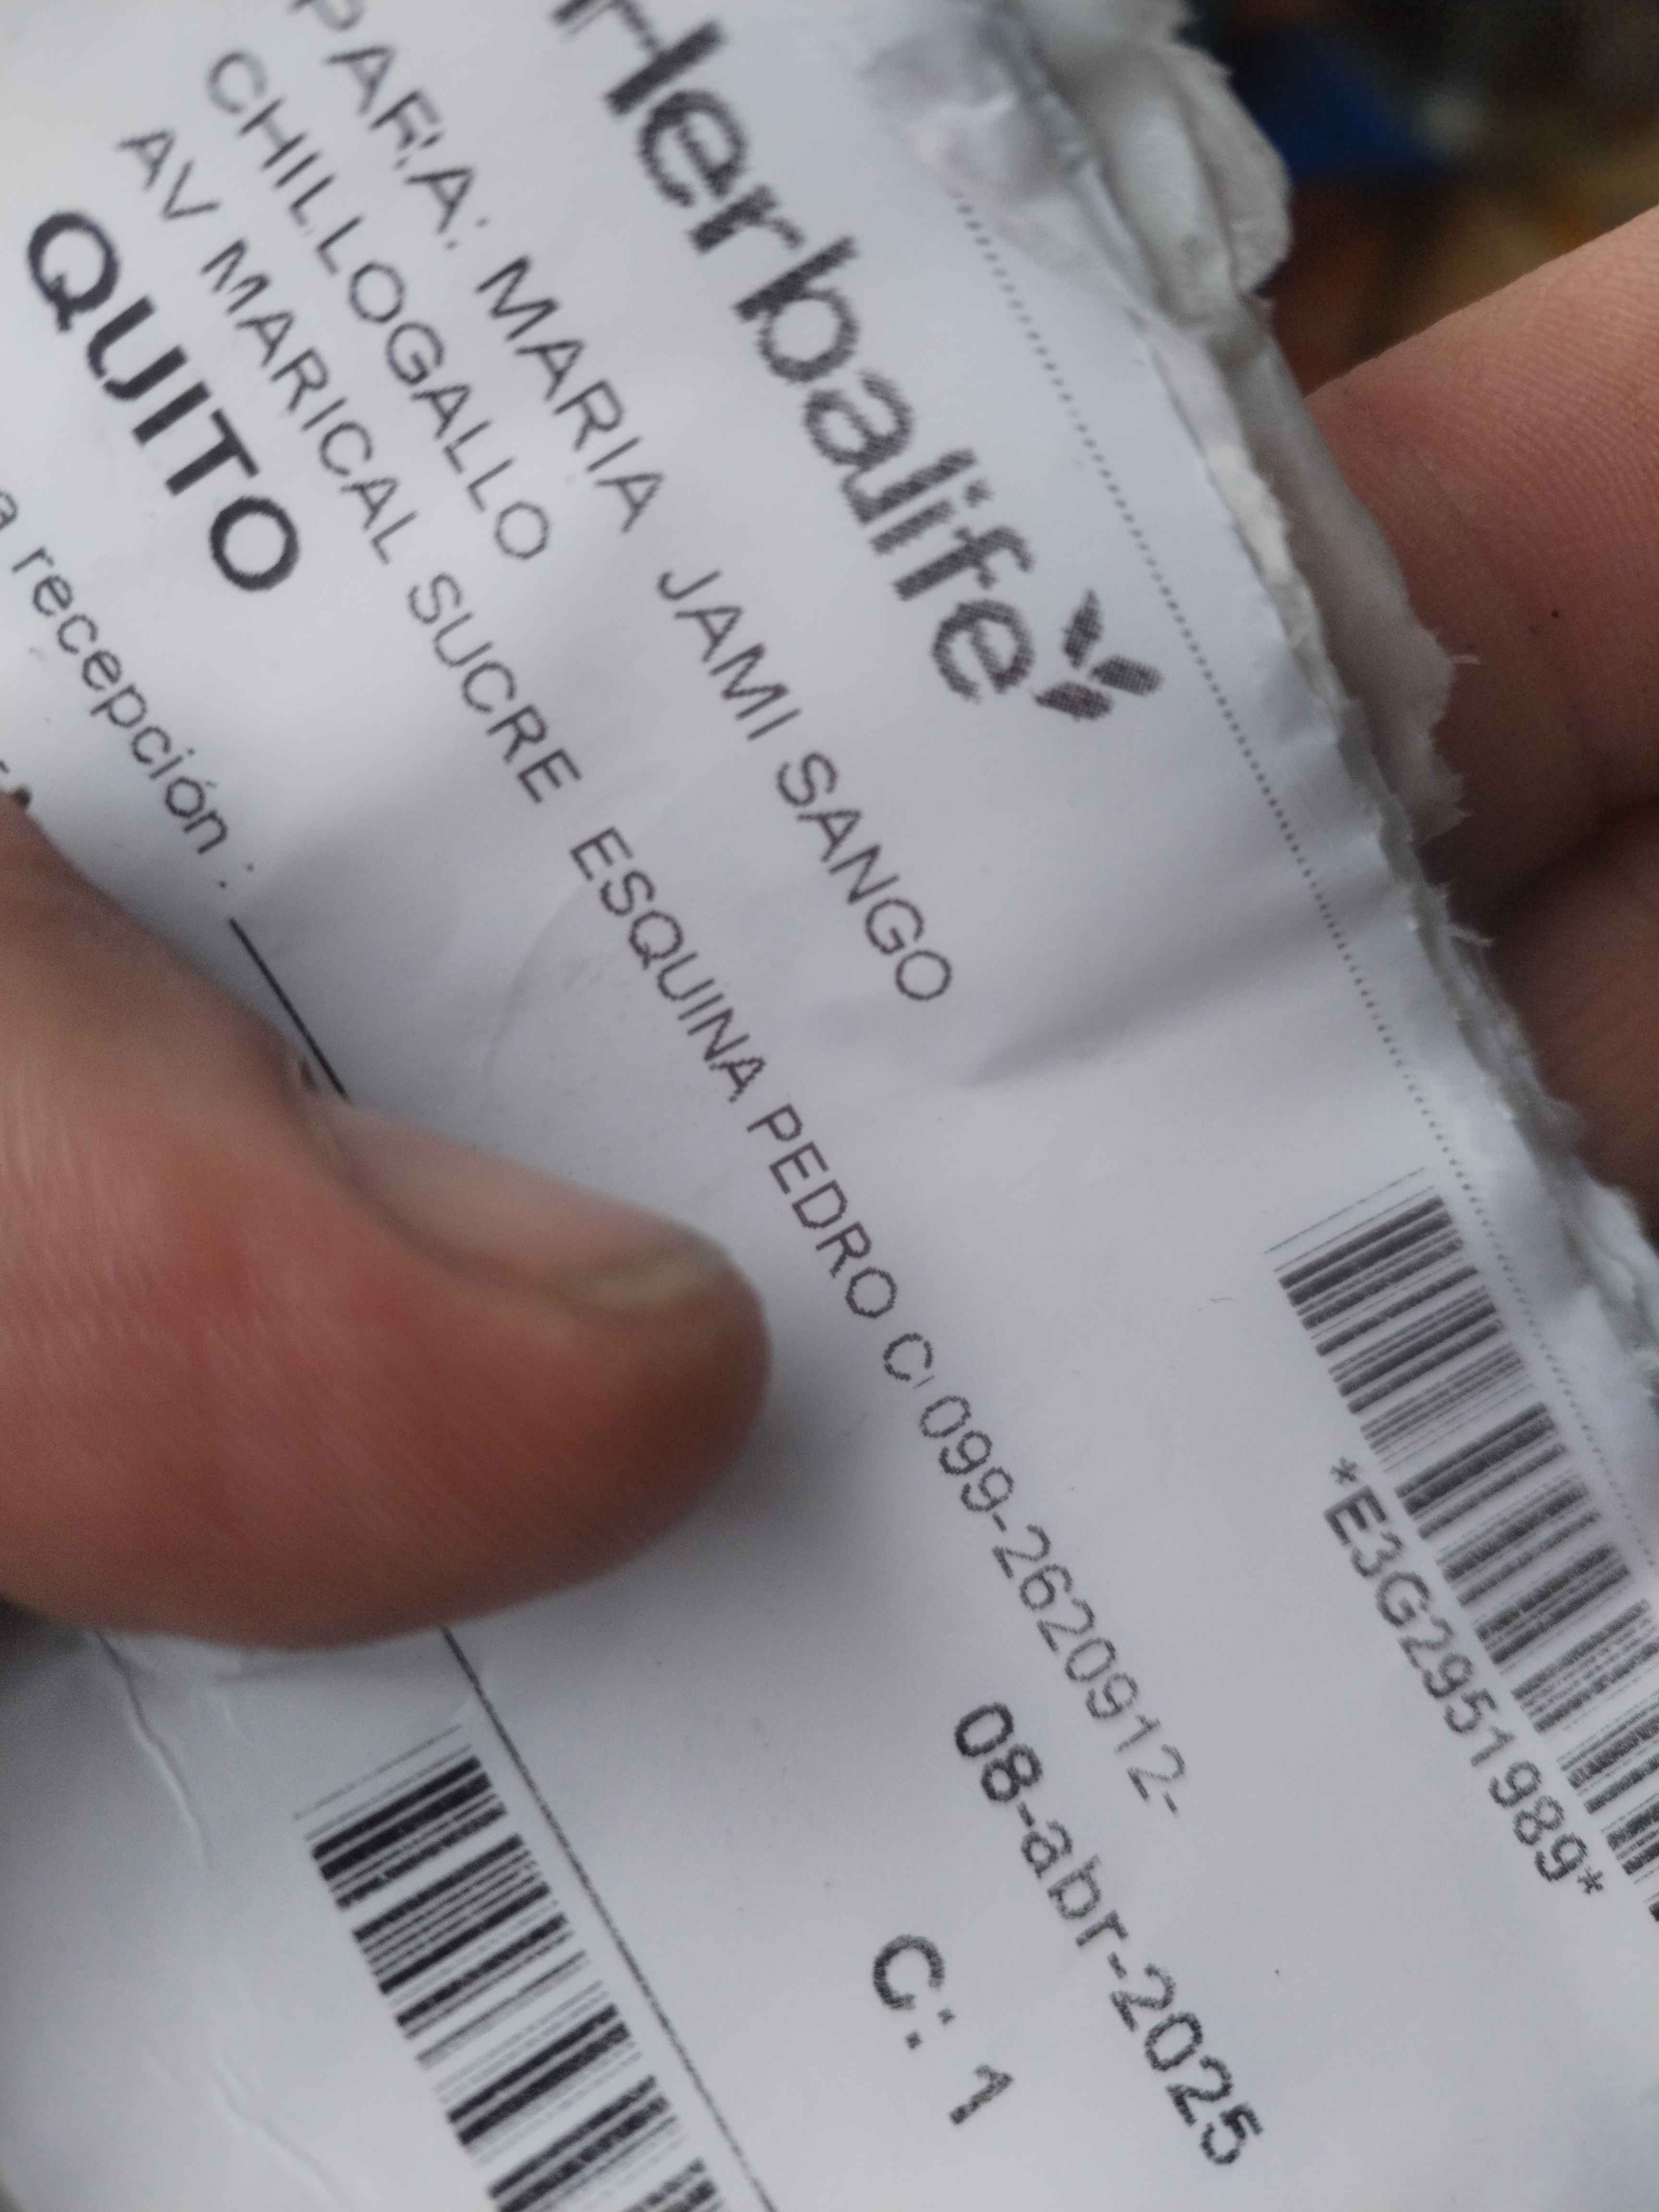 Herbalife
*E3G2951989*
PARA: MARIA JAMI SANGO
CHILLOGALLO
AV MARICAL SUCRE ESQUINA PEDRO C 099-2620912-
QUITO
08-abr-2025
C: 1
recepción :